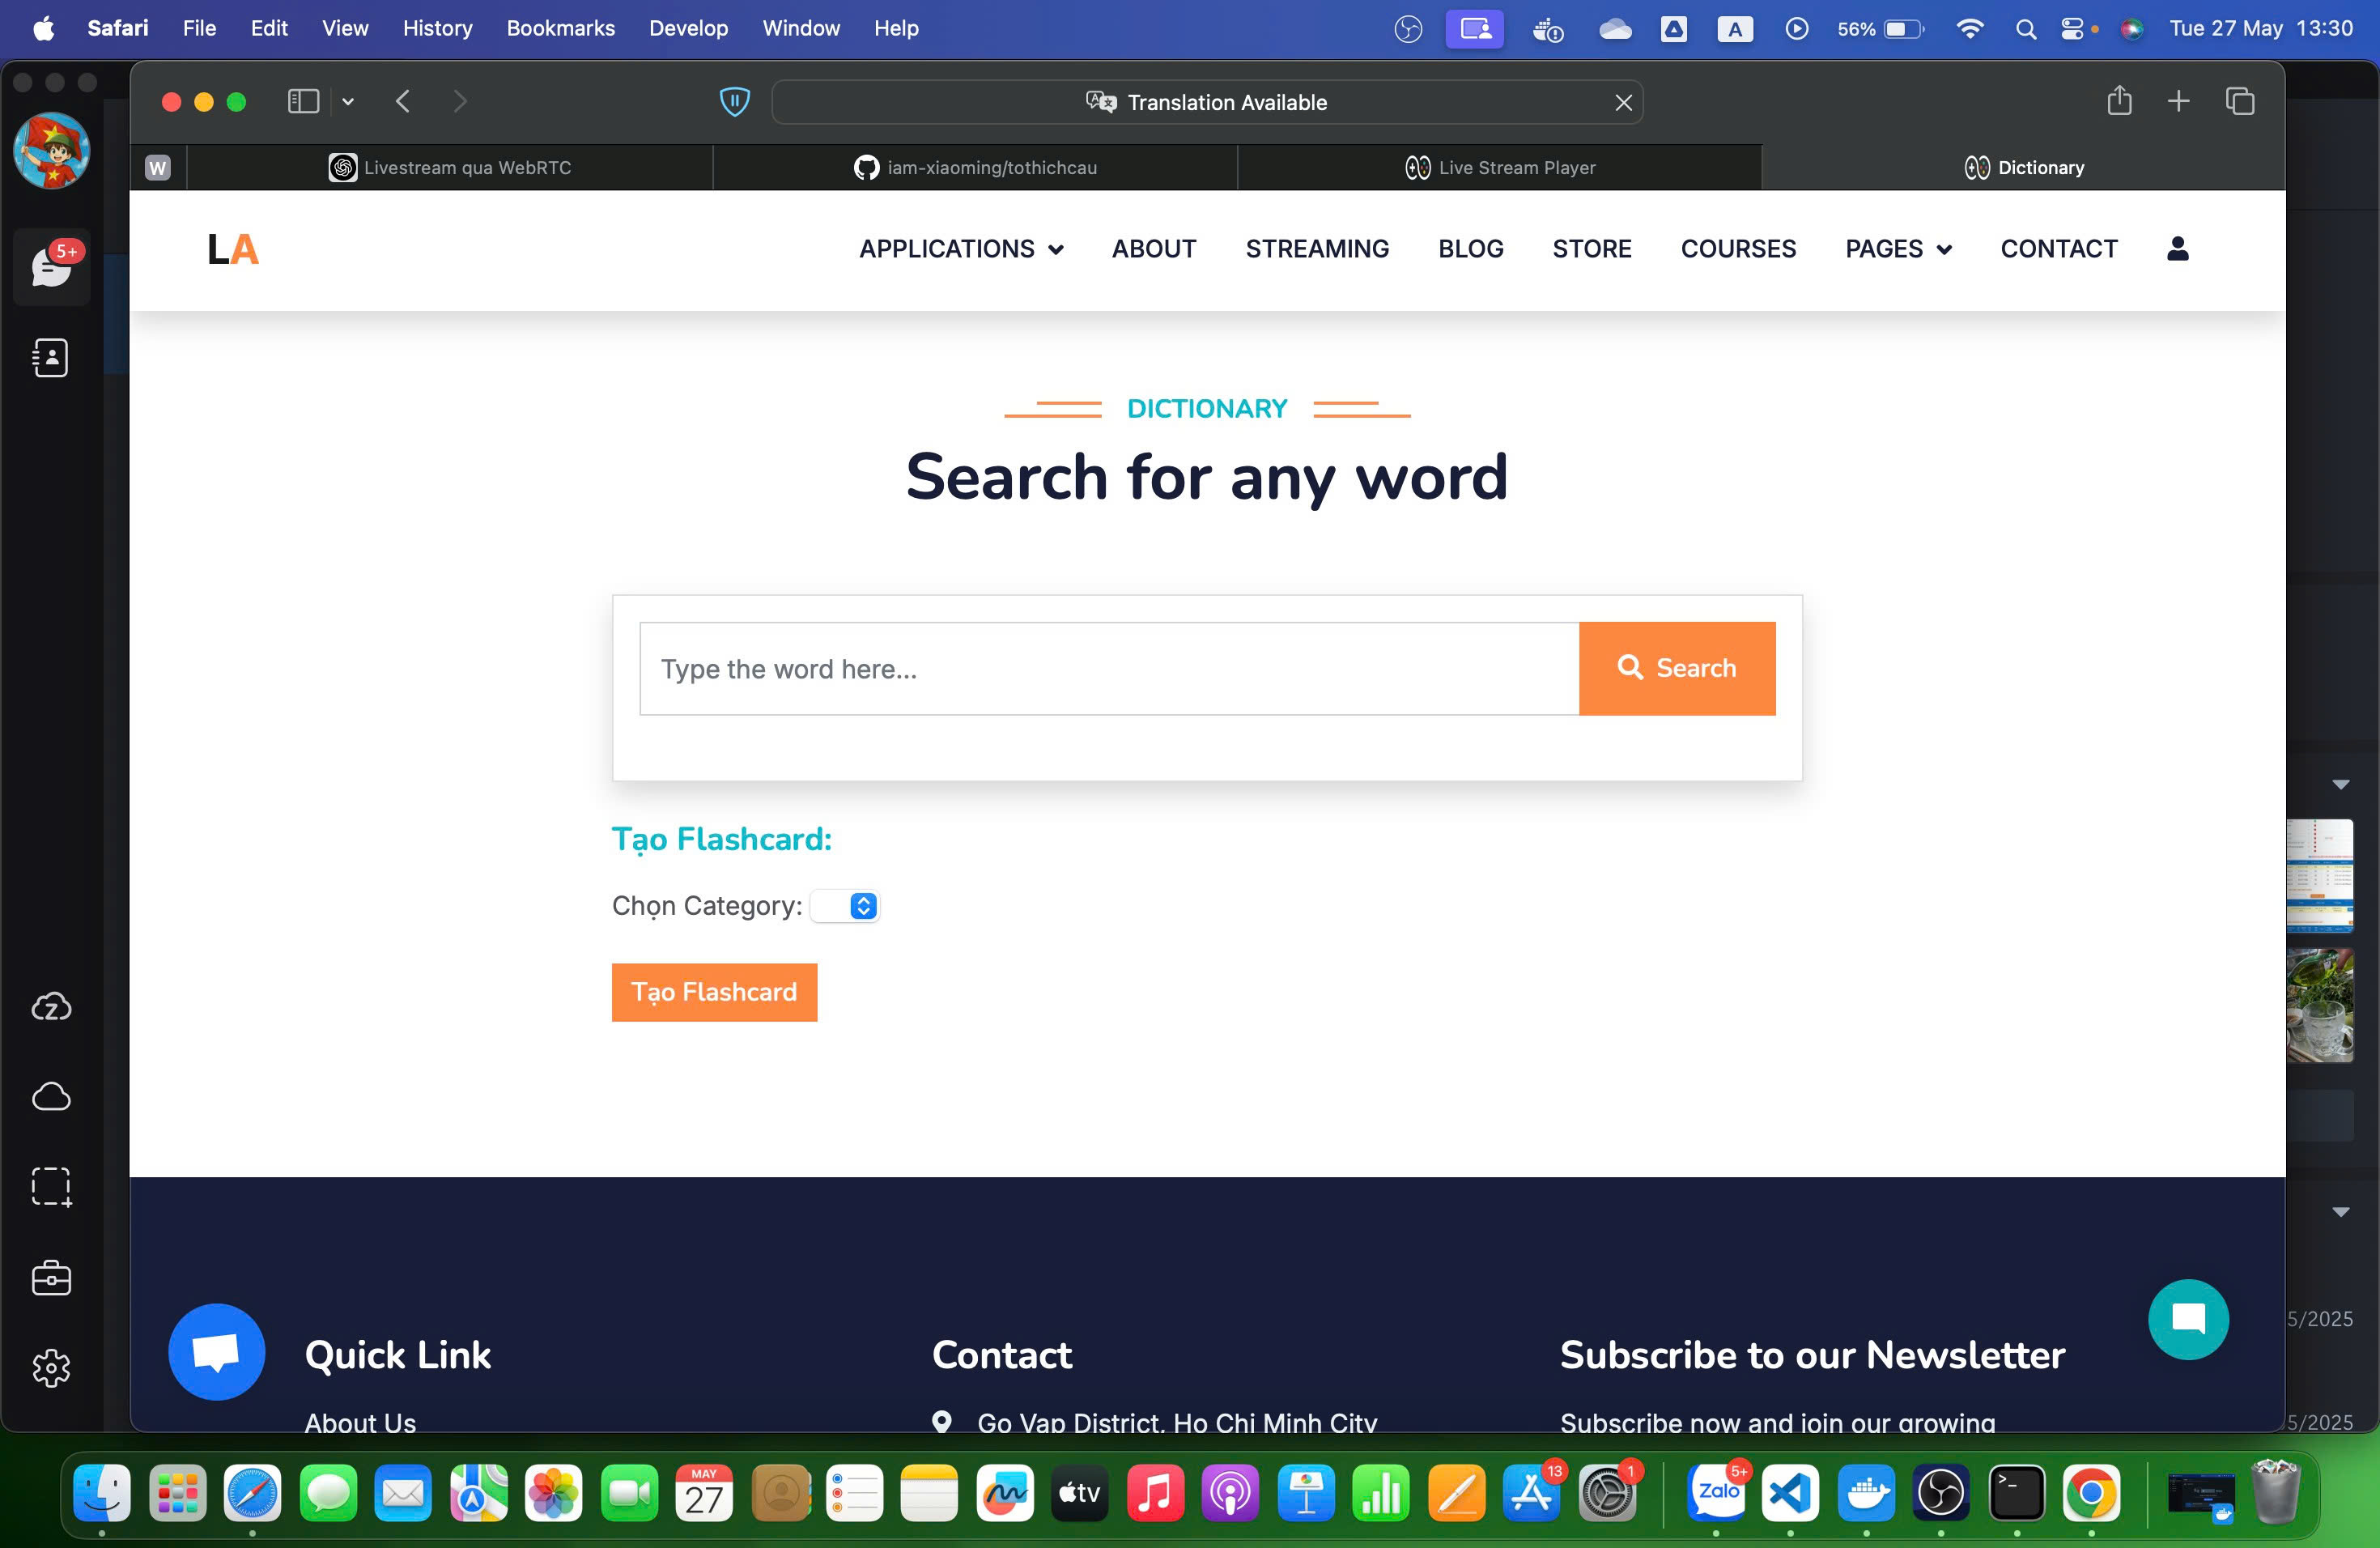 Safari File Edit View History Bookmarks Develop Window Help A 56% Tue 27 May 13:30
5+
Translation Available
W Livestream qua WebRTC iam-xiaoming/tothichcau Live Stream Player Dictionary
LA APPLICATIONS ABOUT STREAMING BLOG STORE COURSES PAGES CONTACT
DICTIONARY
Search for any word
Type the word here... Search
Tạo Flashcard:
Chọn Category:
Tạo Flashcard
Quick Link Contact Subscribe to our Newsletter
5/2025
About Us Go Vap District, Ho Chi Minh City Subscribe now and join our growing
5/2025
MAY
27
tv
13
1
Zalo
5+